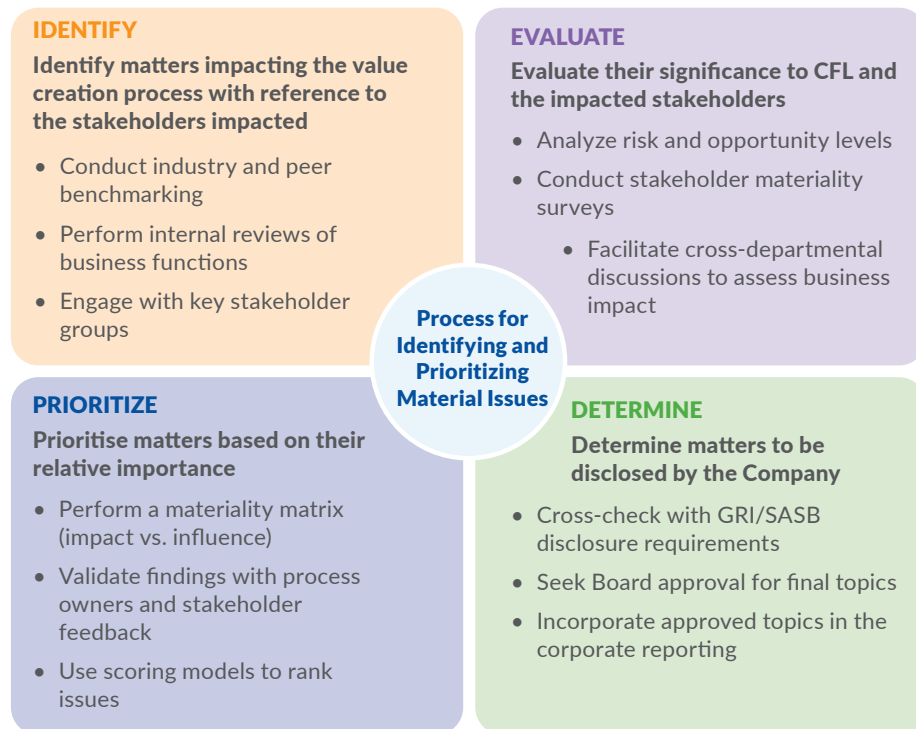 IDENTIFY
Identify matters impacting the value
creation process with reference to
the stakeholders impacted
• Conduct industry and peer
benchmarking
• Perform internal reviews of
business functions
• Engage with key stakeholder
groups
EVALUATE
Evaluate their significance to CFL and
the impacted stakeholders
• Analyze risk and opportunity levels
• Conduct stakeholder materiality
surveys
• Facilitate cross-departmental
discussions to assess business
impact
Process for
Identifying and
Prioritizing
Material Issues
PRIORITIZE
Prioritise matters based on their
relative importance
• Perform a materiality matrix
(impact vs. influence)
• Validate findings with process
owners and stakeholder
feedback
• Use scoring models to rank
issues
DETERMINE
Determine matters to be
disclosed by the Company
• Cross-check with GRI/SASB
disclosure requirements
• Seek Board approval for final topics
• Incorporate approved topics in the
corporate reporting